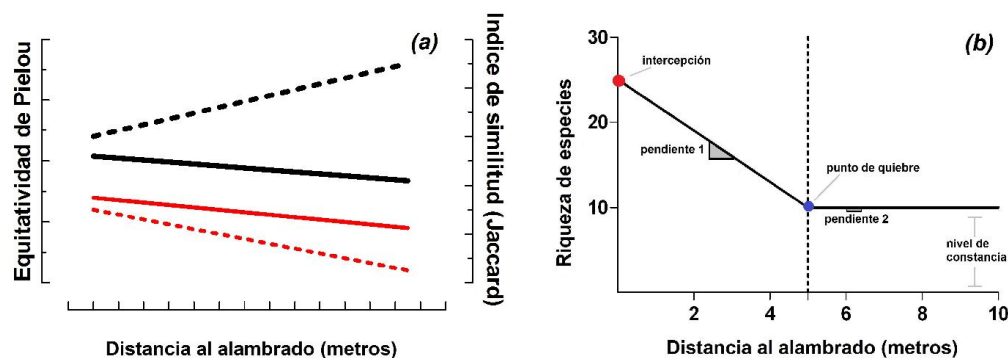 (a)
Equitatividad de Pielou
Indice de similitud (Jaccard)
Distancia al alambrado (metros)
(b)
Riqueza de especies
30
20
10
intercepción
pendiente 1
punto de quiebre
pendiente 2
nivel de
constancia
2
4
6
8
10
Distancia al alambrado (metros)